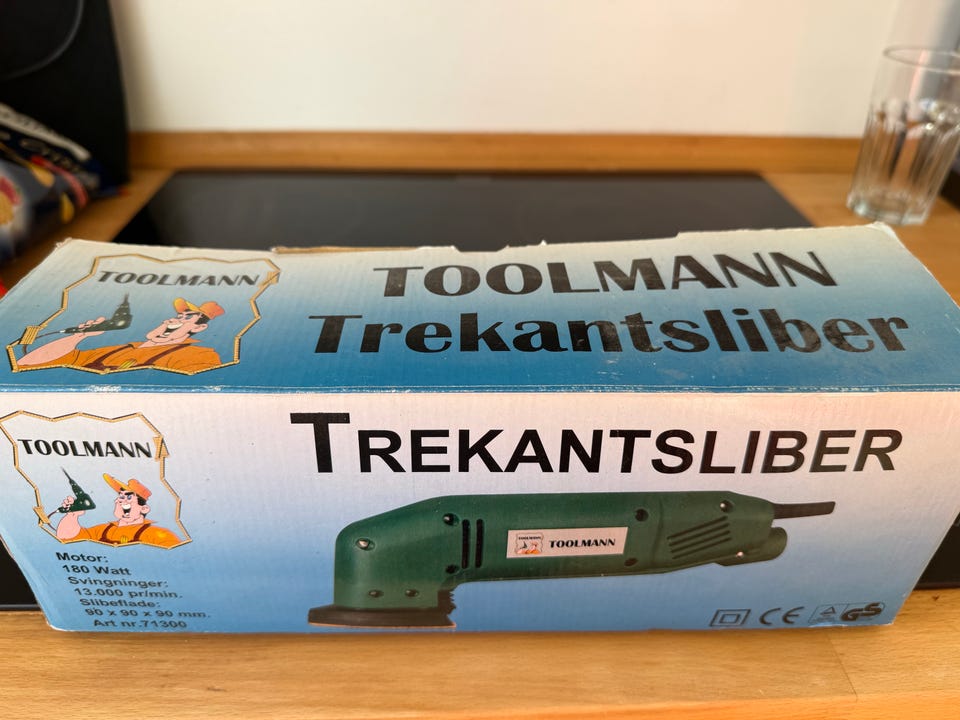 TOOLMANN
TOOLMANN
Trekantsliber
TOOLMANN
TREKANTSLIBER
TOOLMANN
Motor:
180 Watt
Svingninger:
13.000 pr/min.
Slibeflade:
90 x 90 x 90 mm.
Art nr.71300
CE
GS